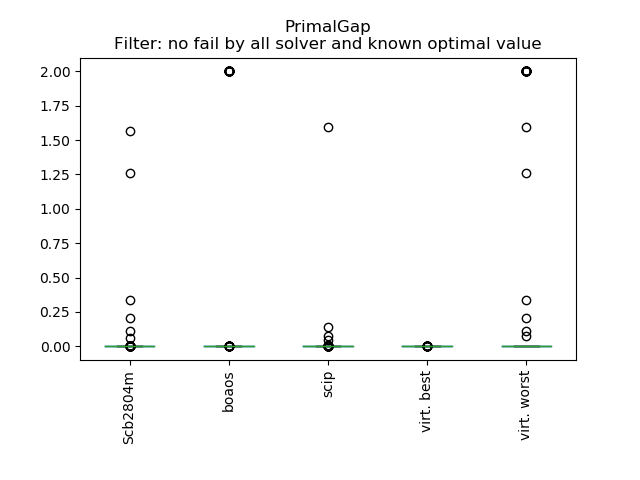 PrimalGap
Filter: no fail by all solver and known optimal value
2.00
1.75
1.50
1.25
1.00
0.75
0.50
0.25
0.00
Scb2804m
boaos
scip
virt. best
virt. worst